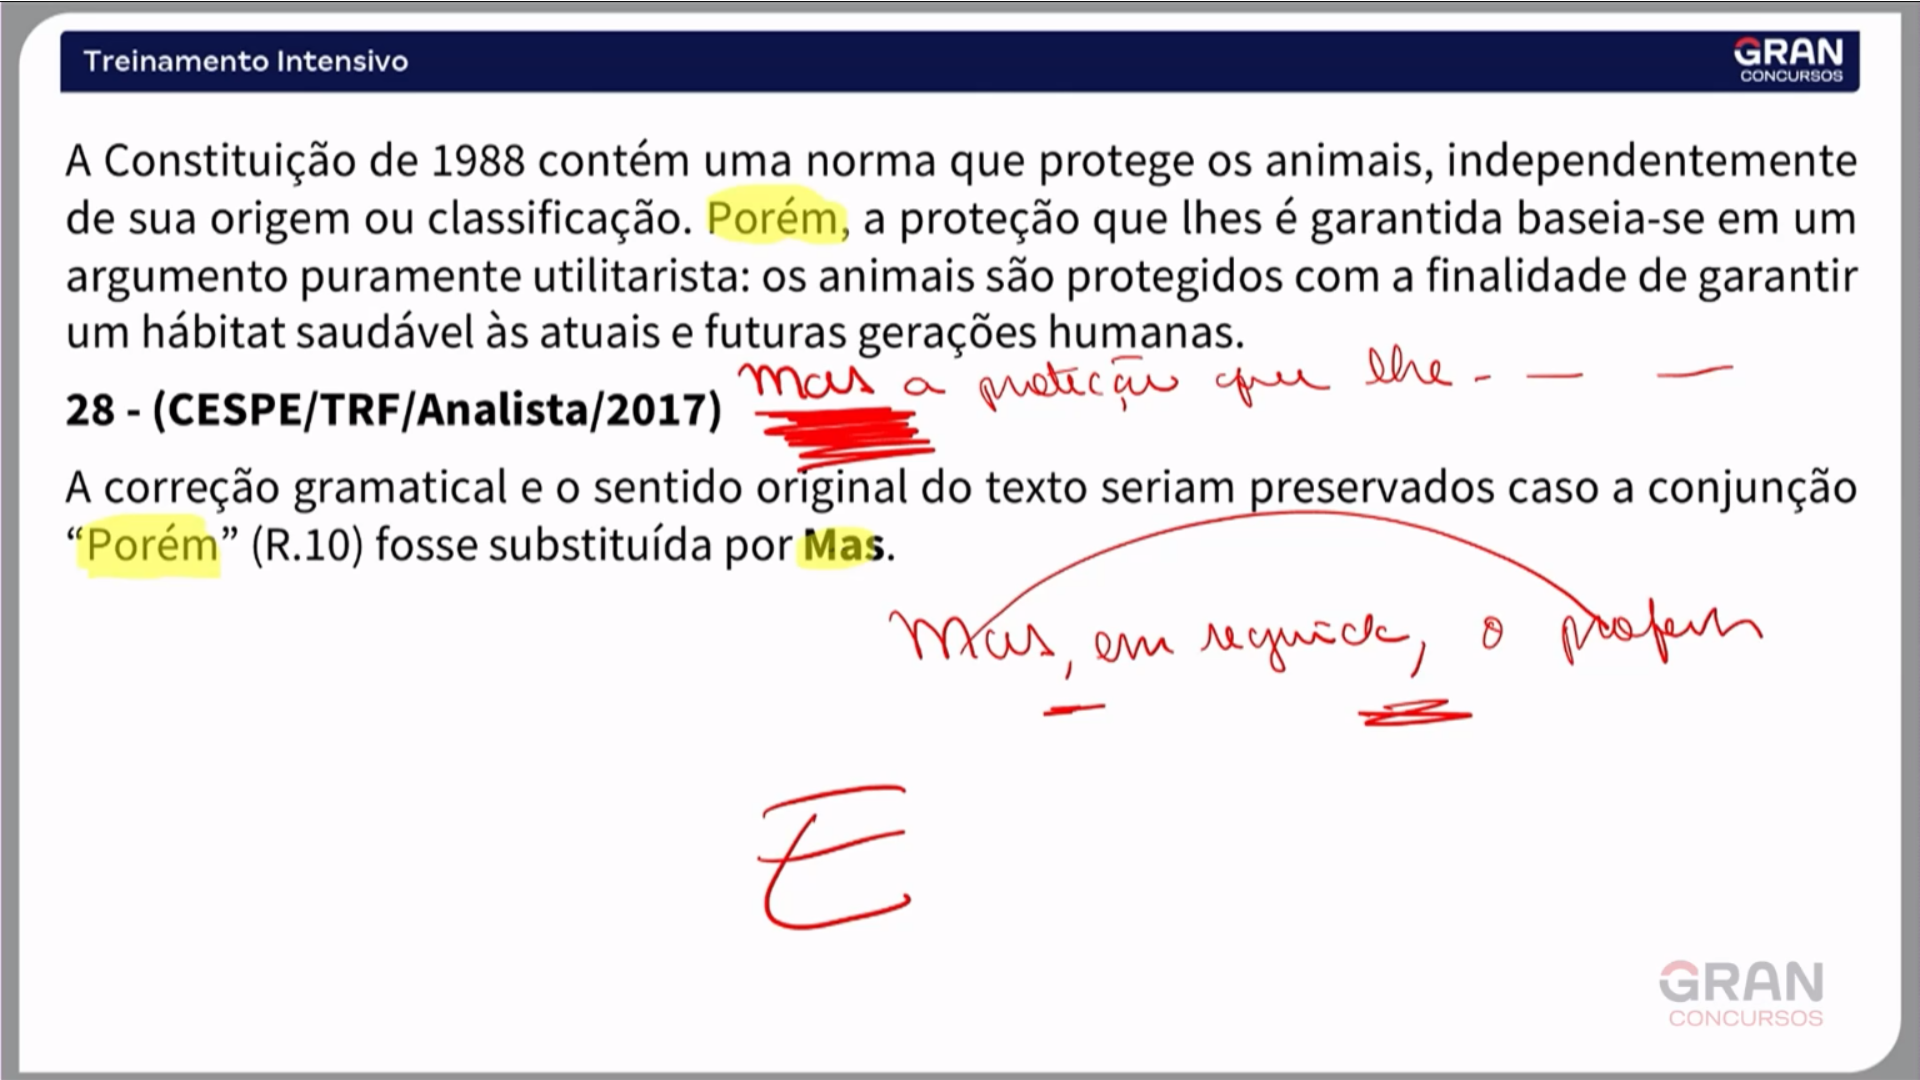 Treinamento Intensivo
GRAN
CONCURSOS
A Constituição de 1988 contém uma norma que protege os animais, independentemente
de sua origem ou classificação. Porém, a proteção que lhes é garantida baseia-se em um
argumento puramente utilitarista: os animais são protegidos com a finalidade de garantir
um hábitat saudável às atuais e futuras gerações humanas.
Mas a proteção que lhe - — —
28 - (CESPE/TRF/Analista/2017)
A correção gramatical e o sentido original do texto seriam preservados caso a conjunção
“Porém” (R.10) fosse substituída por Mas.
Mas, em seguida, o
E
GRAN
CONCURSOS